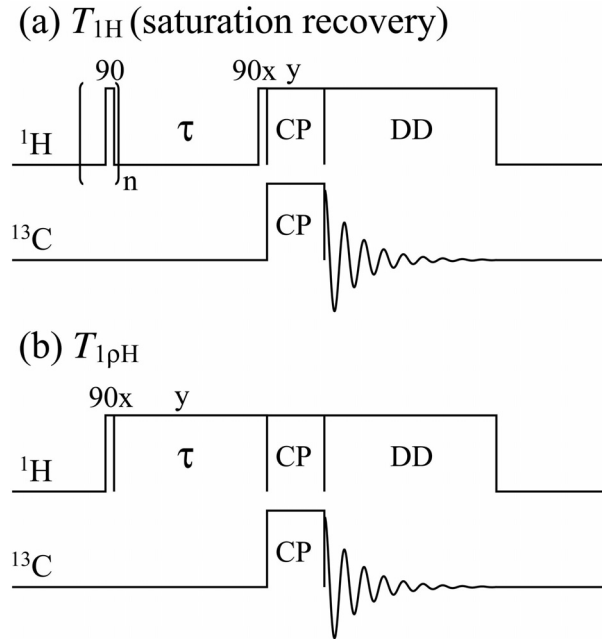 (a) T₁H (saturation recovery)
90 90x y
¹H τ CP DD
n
¹³C CP
(b) T₁ρH
90x y
¹H τ CP DD
¹³C CP